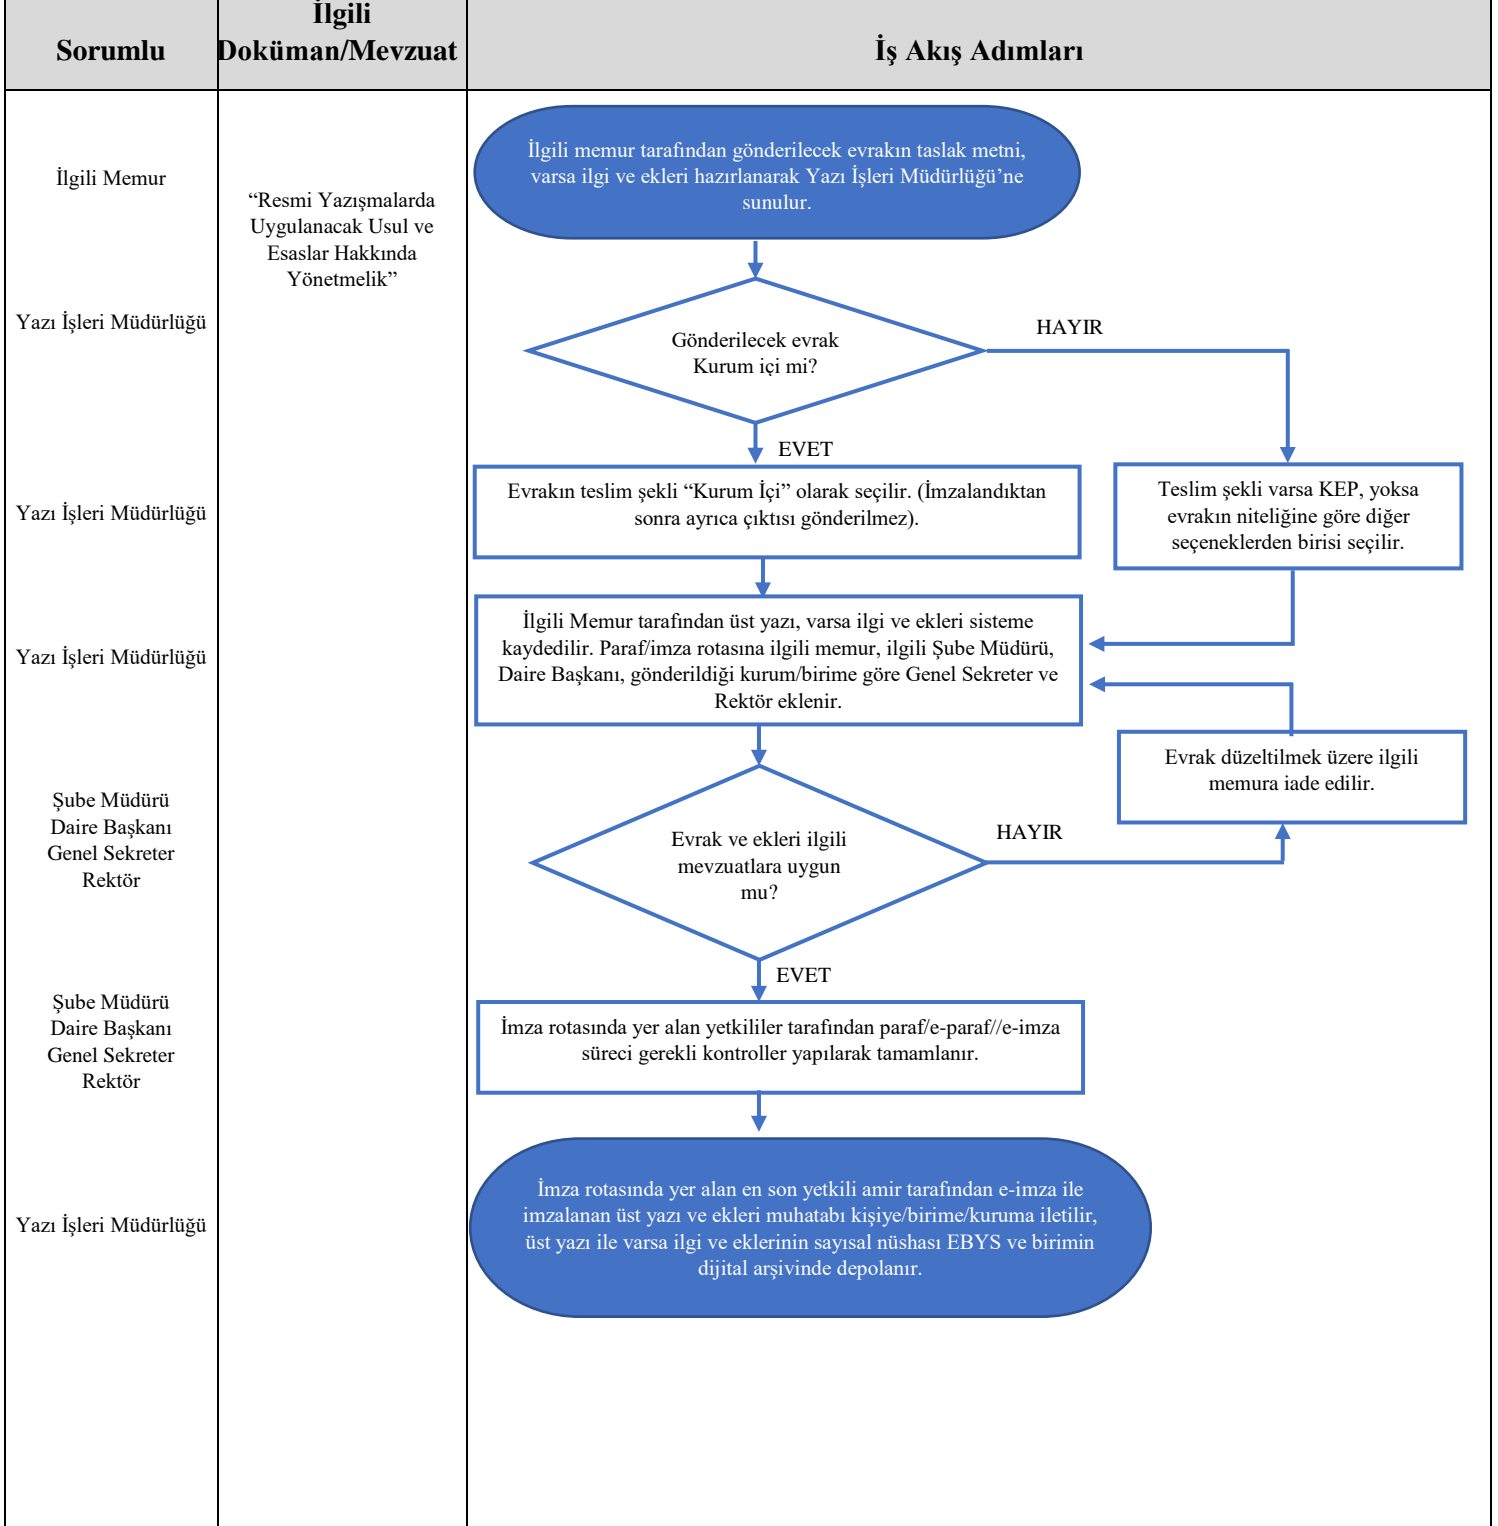 Sorumlu
İlgili
Doküman/Mevzuat
İş Akış Adımları
İlgili Memur
“Resmi Yazışmalarda
Uygulanacak Usul ve
Esaslar Hakkında
Yönetmelik”
İlgili memur tarafından gönderilecek evrakın taslak metni,
varsa ilgi ve ekleri hazırlanarak Yazı İşleri Müdürlüğü’ne
sunulur.
Yazı İşleri Müdürlüğü
Gönderilecek evrak
Kurum içi mi?
HAYIR
EVET
Yazı İşleri Müdürlüğü
Evrakın teslim şekli “Kurum İçi” olarak seçilir. (İmzalandıktan
sonra ayrıca çıktısı gönderilmez).
Teslim şekli varsa KEP, yoksa
evrakın niteliğine göre diğer
seçeneklerden birisi seçilir.
Yazı İşleri Müdürlüğü
İlgili Memur tarafından üst yazı, varsa ilgi ve ekleri sisteme
kaydedilir. Paraf/imza rotasına ilgili memur, ilgili Şube Müdürü,
Daire Başkanı, gönderildiği kurum/birime göre Genel Sekreter ve
Rektör eklenir.
Evrak düzeltilmek üzere ilgili
memura iade edilir.
Şube Müdürü
Daire Başkanı
Genel Sekreter
Rektör
Evrak ve ekleri ilgili
mevzuatlara uygun
mu?
HAYIR
EVET
Şube Müdürü
Daire Başkanı
Genel Sekreter
Rektör
İmza rotasında yer alan yetkililer tarafından paraf/e-paraf//e-imza
süreci gerekli kontroller yapılarak tamamlanır.
Yazı İşleri Müdürlüğü
İmza rotasında yer alan en son yetkili amir tarafından e-imza ile
imzalanan üst yazı ve ekleri muhatabı kişiye/birime/kuruma iletilir,
üst yazı ile varsa ilgi ve eklerinin sayısal nüshası EBYS ve birimin
dijital arşivinde depolanır.